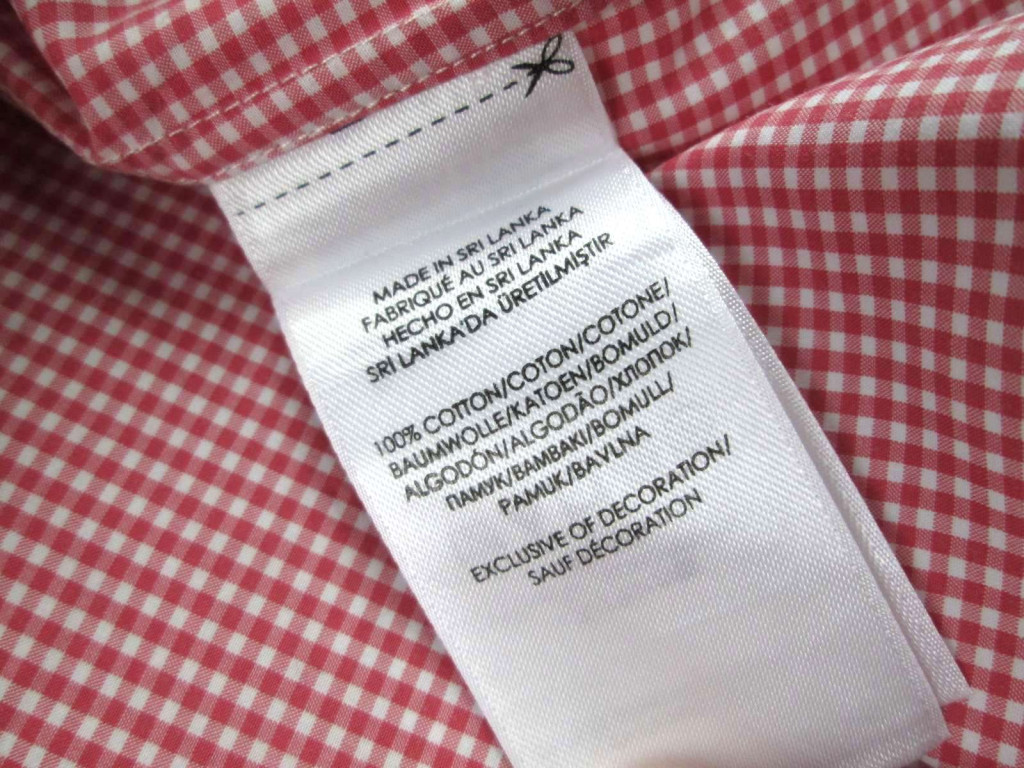 MADE IN SRI LANKA
FABRIQUÉ AU SRI LANKA
HECHO EN SRI LANKA
SRI LANKA'DA ÜRETILMIŞTIR
100% COTTON/COTON/COTONE/
BAUMWOLLE/KATOEN/BOMULD/
ALGODÓN/ALGODÃO/ХЛОПОК/
ПАМУК/BAMBAKI/BOMULL/
PAMUK/BAVLNA
EXCLUSIVE OF DECORATION/
SAUF DÉCORATION